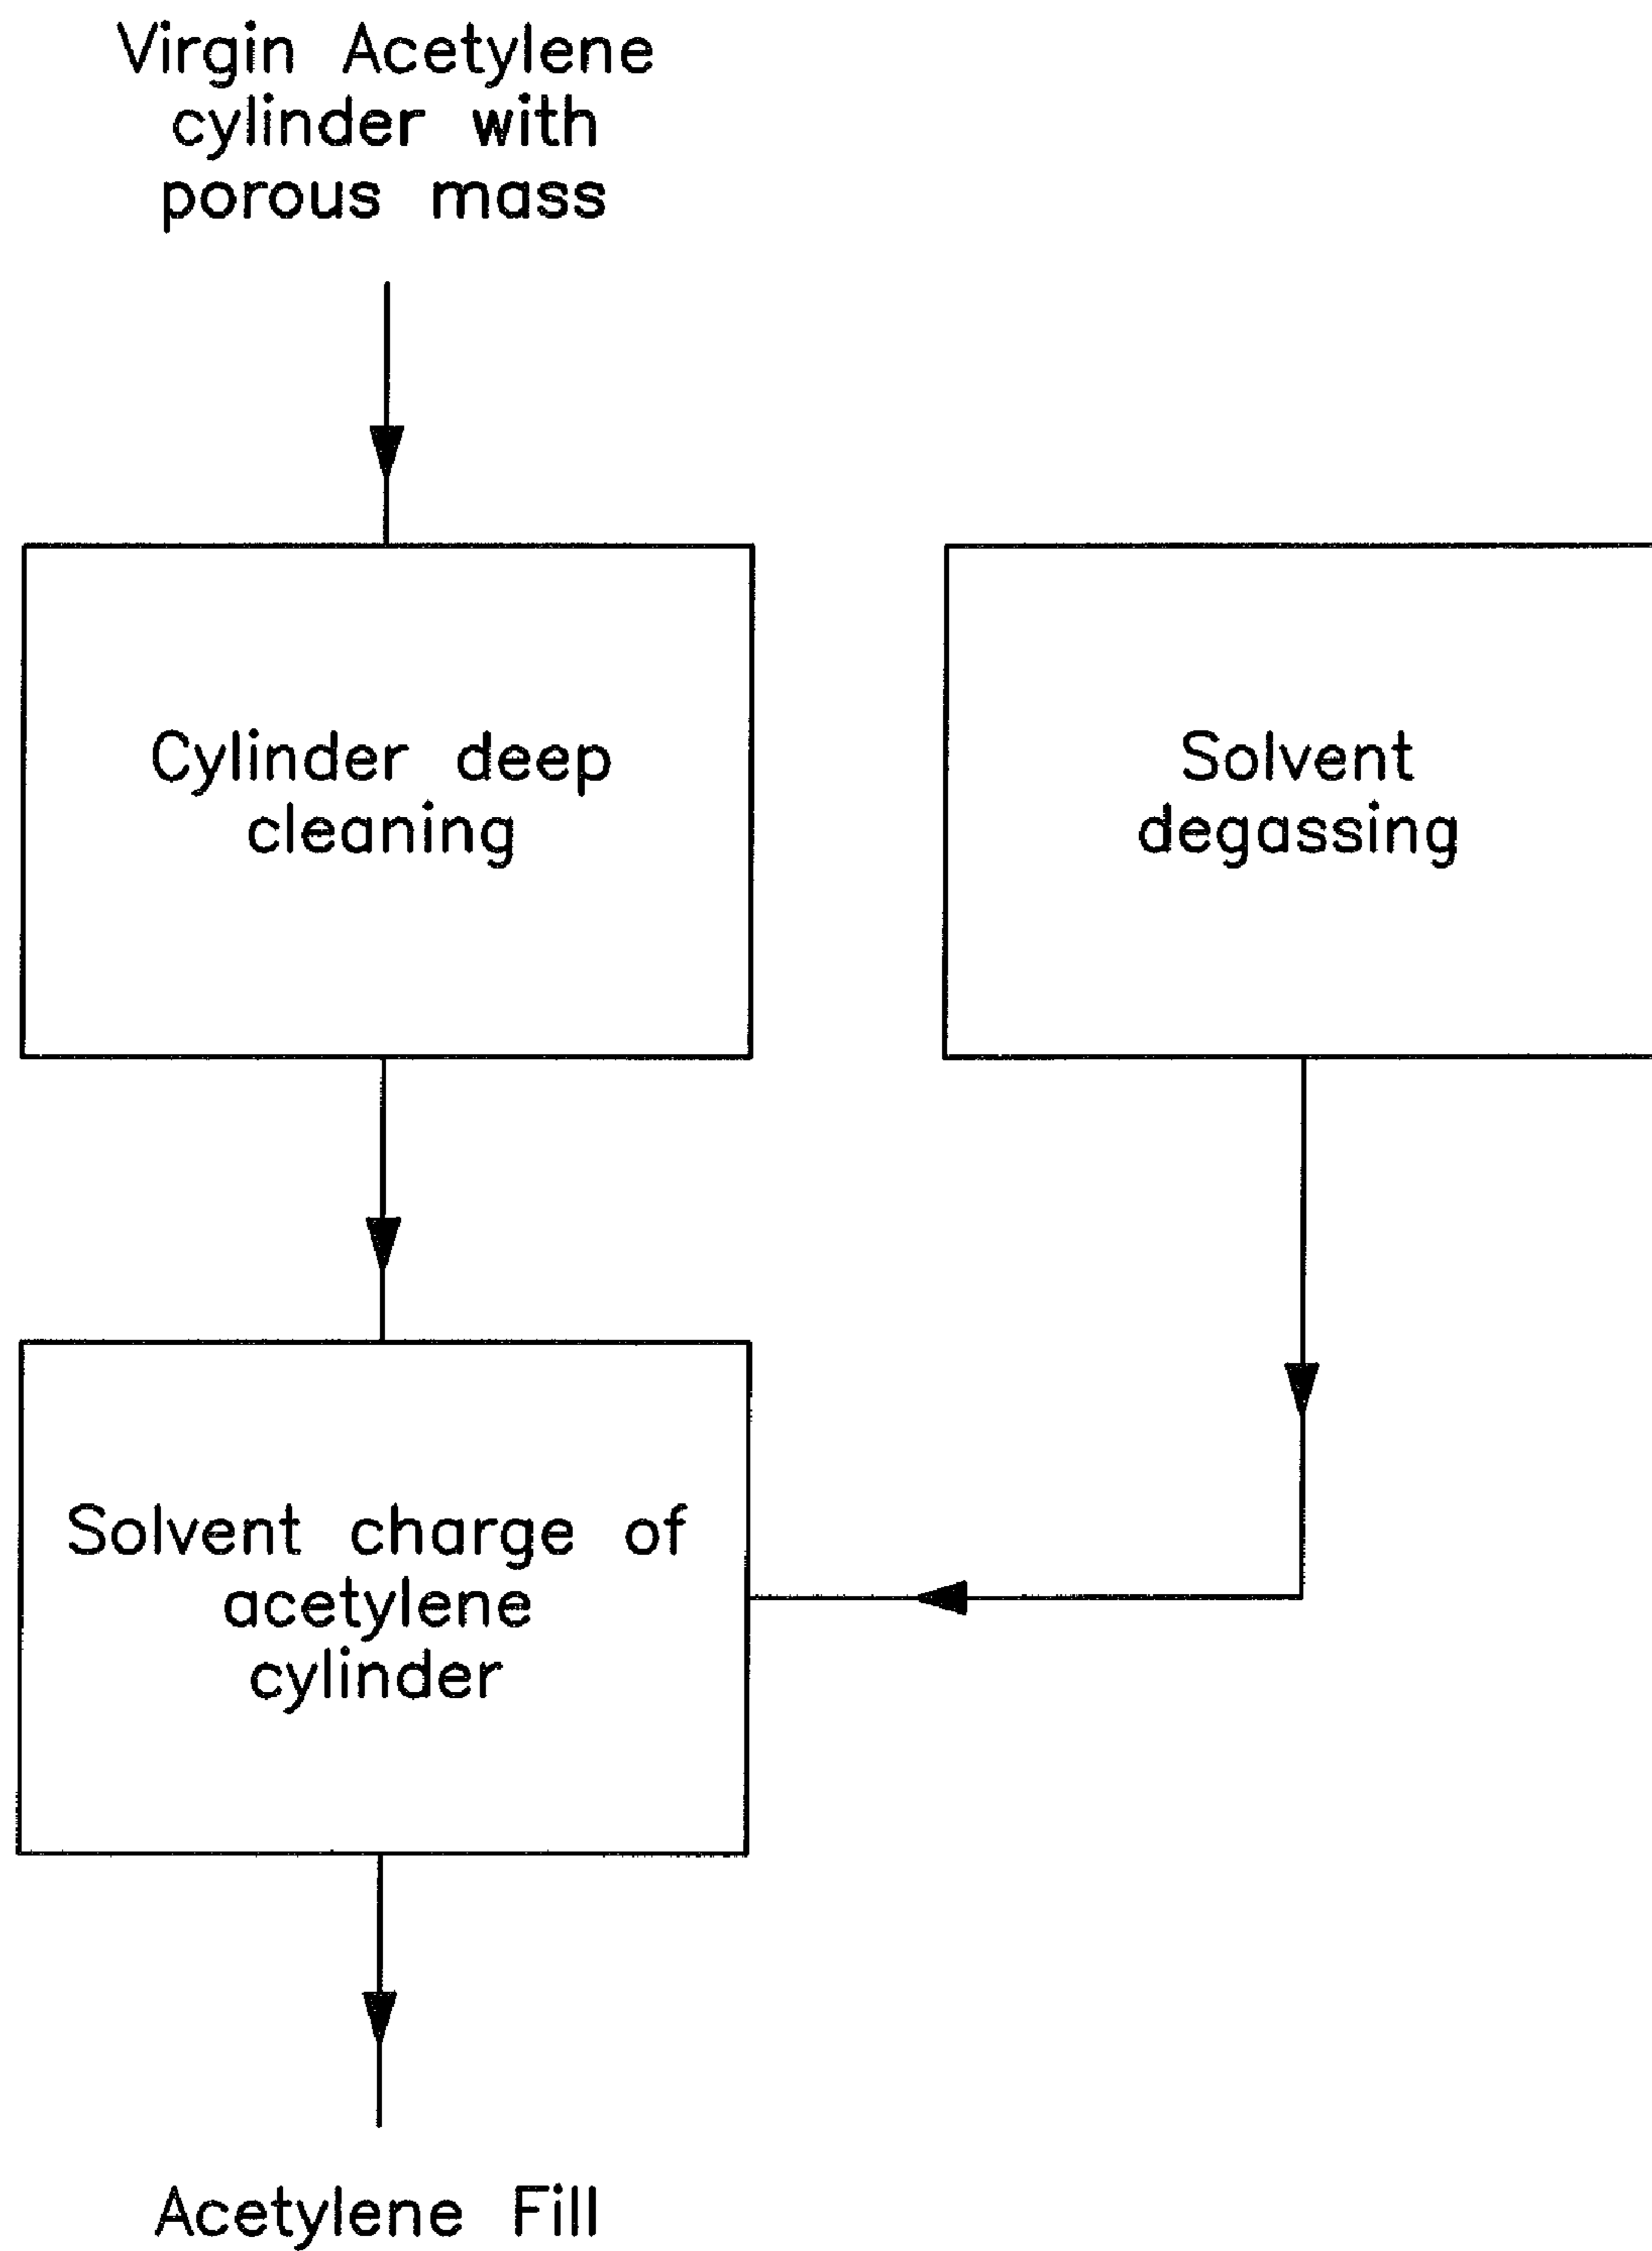 Virgin Acetylene
cylinder with
porous mass
Cylinder deep
cleaning
Solvent
degassing
Solvent charge of
acetylene
cylinder
Acetylene Fill